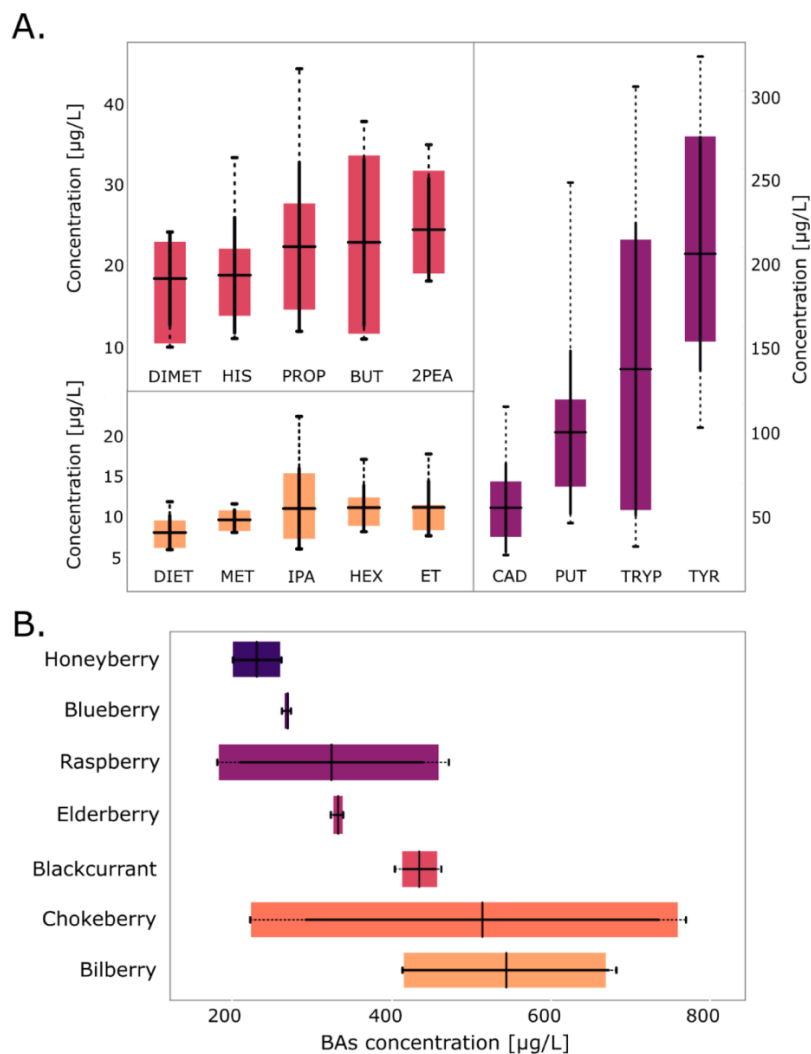 A.
Concentration [µg/L]
40
30
20
10
DIMET HIS PROP BUT 2PEA
Concentration [µg/L]
20
15
10
5
DIET MET IPA HEX ET
300
250
200
150
100
50
Concentration [µg/L]
CAD PUT TRYP TYR
B.
Honeyberry
Blueberry
Raspberry
Elderberry
Blackcurrant
Chokeberry
Bilberry
200 400 600 800
BAs concentration [µg/L]